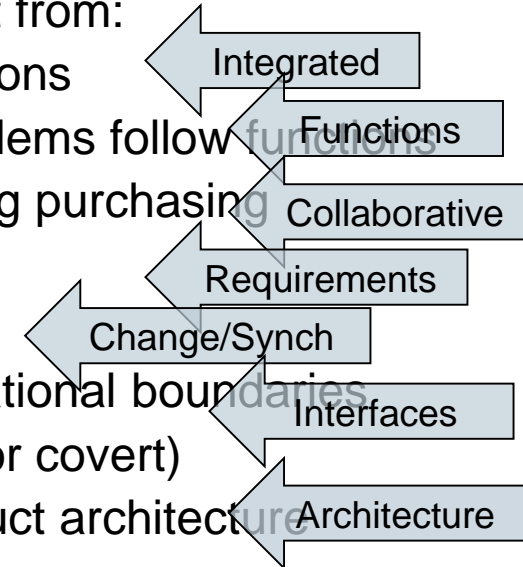 from:
Integrated
ons
lems follow functions
Functions
g purchasing
Collaborative
Requirements
Change/Synch
tional boundaries
Interfaces
or covert)
uct architecture
Architecture